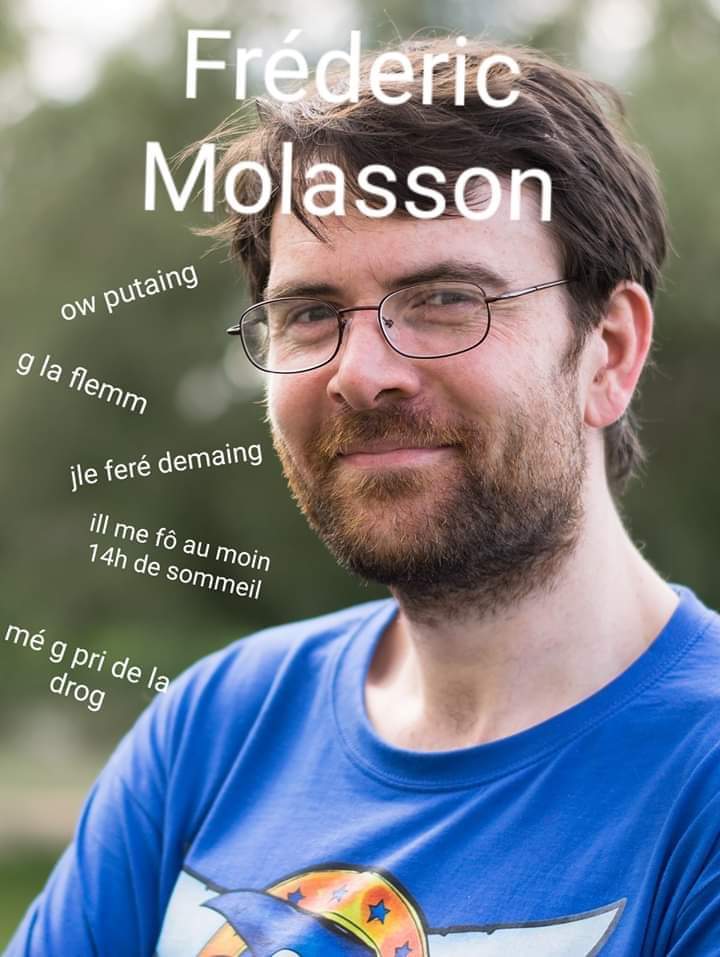 Fréderic
Molasson
ow putaing
g la flemm
jle feré demaing
ill me fô au moin
14h de sommeil
mé g pri de la
drog